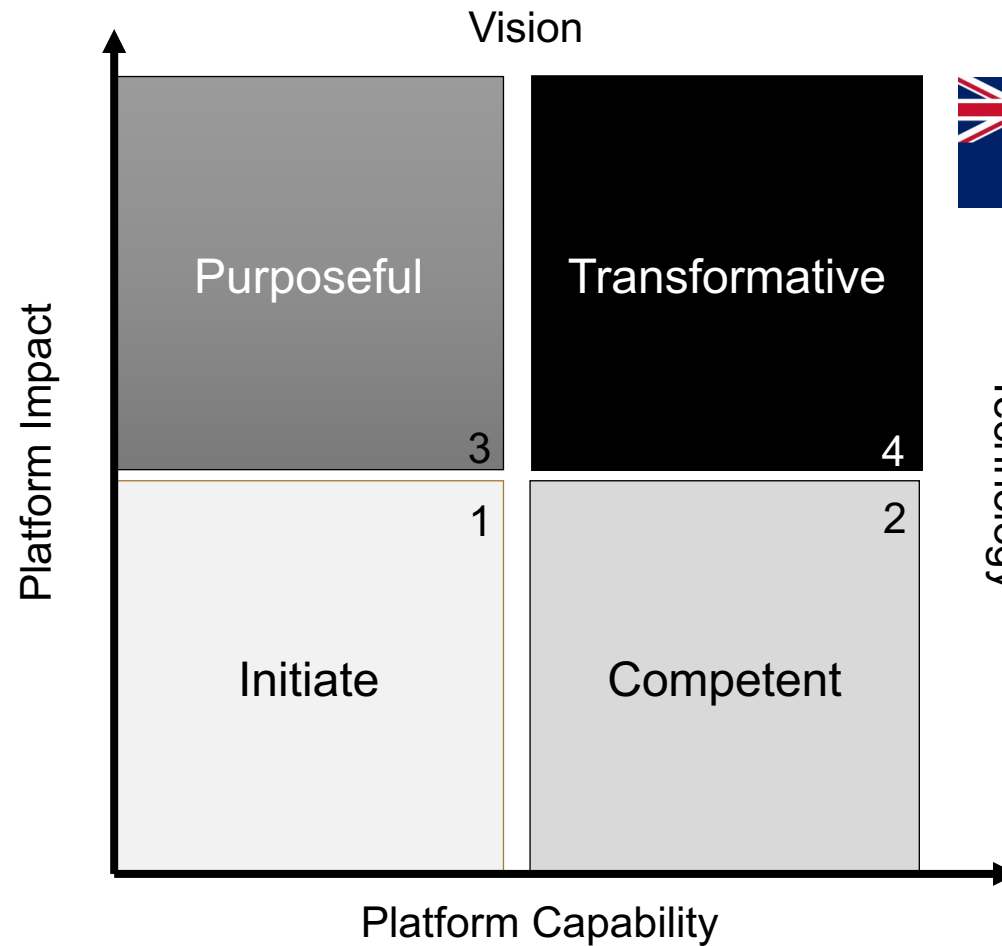 Vision
Purposeful
Transformative
3
4
1
2
Initiate
Competent
Platform Impact
Platform Capability